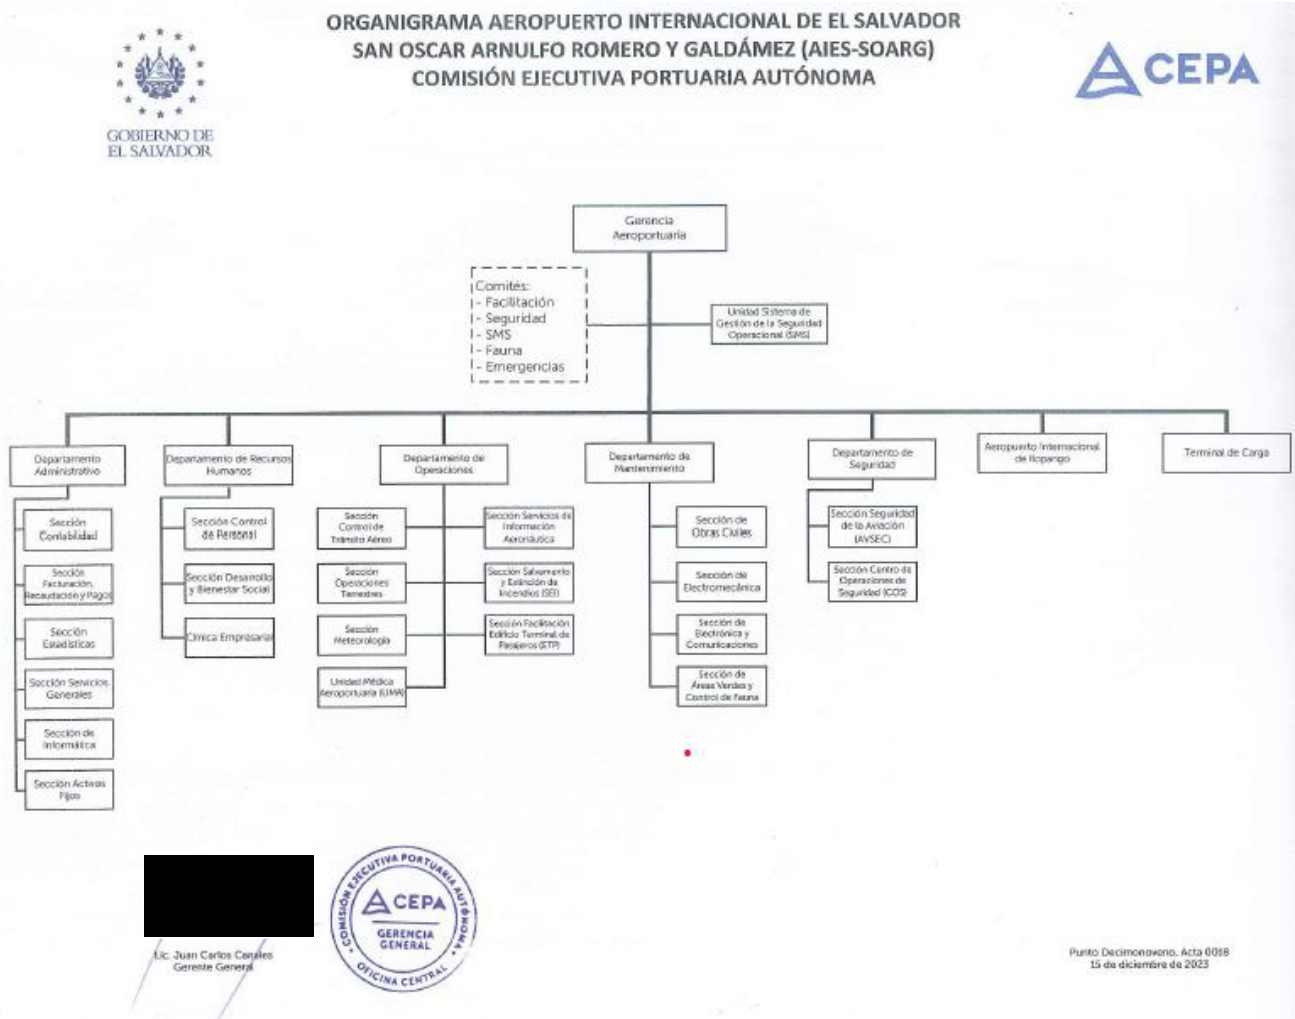 ORGANIGRAMA AEROPUERTO INTERNACIONAL DE EL SALVADOR
SAN OSCAR ARNULFO ROMERO Y GALDÁMEZ (AIES-SOARG)
COMISIÓN EJECUTIVA PORTUARIA AUTÓNOMA
GOBIERNO DE
EL SALVADOR
CEPA
Gerencia
Aeroportuaria
Comités:
- Facilitación
- Seguridad
- SMS
- Fauna
- Emergencias
Unidad Sistema de
Gestión de la Seguridad
Operacional (SMS)
Departamento
Administrativo
Departamento de Recursos
Humanos
Departamento de
Operaciones
Departamento de
Mantenimiento
Departamento de
Seguridad
Aeropuerto Internacional
de Ilopango
Terminal de Carga
Sección
Contabilidad
Sección
Facturación,
Recaudación y Pagos
Sección
Estadísticas
Sección Servicios
Generales
Sección de
Informática
Sección Activos
Fijos
Sección Control
de Personal
Sección Desarrollo
y Bienestar Social
Clínica Empresarial
Sección
Control de
Tránsito Aéreo
Sección
Operaciones
Terrestres
Sección
Meteorología
Unidad Médica
Aeroportuaria (UMA)
Sección Servicios de
Información
Aeronáutica
Sección Salvamento
y Extinción de
Incendios (SEI)
Sección Facilitación
Edificio Terminal de
Pasajeros (ETP)
Sección de
Obras Civiles
Sección de
Electromecánica
Sección de
Electrónica y
Comunicaciones
Sección de
Áreas Verdes y
Control de Fauna
Sección Seguridad
de la Aviación
(AVSEC)
Sección Centro de
Operaciones de
Seguridad (COS)
COMISIÓN EJECUTIVA PORTUARIA AUTÓNOMA
CEPA
GERENCIA
GENERAL
OFICINA CENTRAL
Lic. Juan Carlos Canales
Gerente General
Punto Decimonoveno, Acta 0018
15 de diciembre de 2023